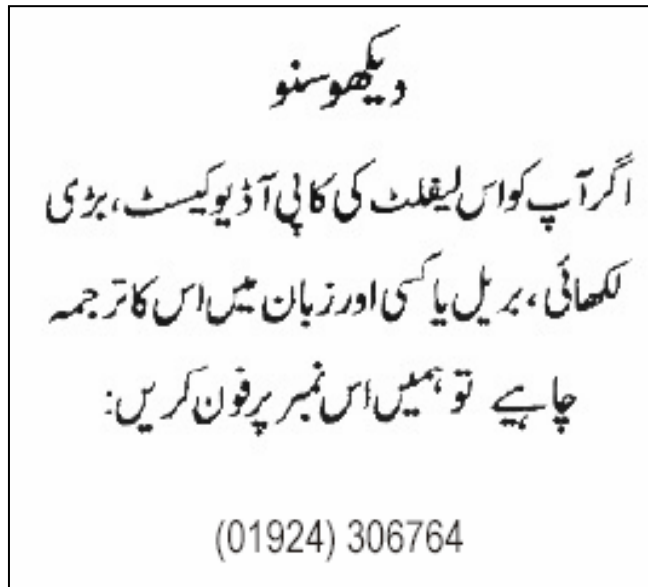 دیکھو سنو
اگر آپ کو اس لیفلٹ کی کاپی آڈیو کیسٹ، بڑی
لکھائی، بریل یا کسی اور زبان میں اس کا ترجمہ
چاہیے تو ہمیں اس نمبر پر فون کریں:
(01924) 306764